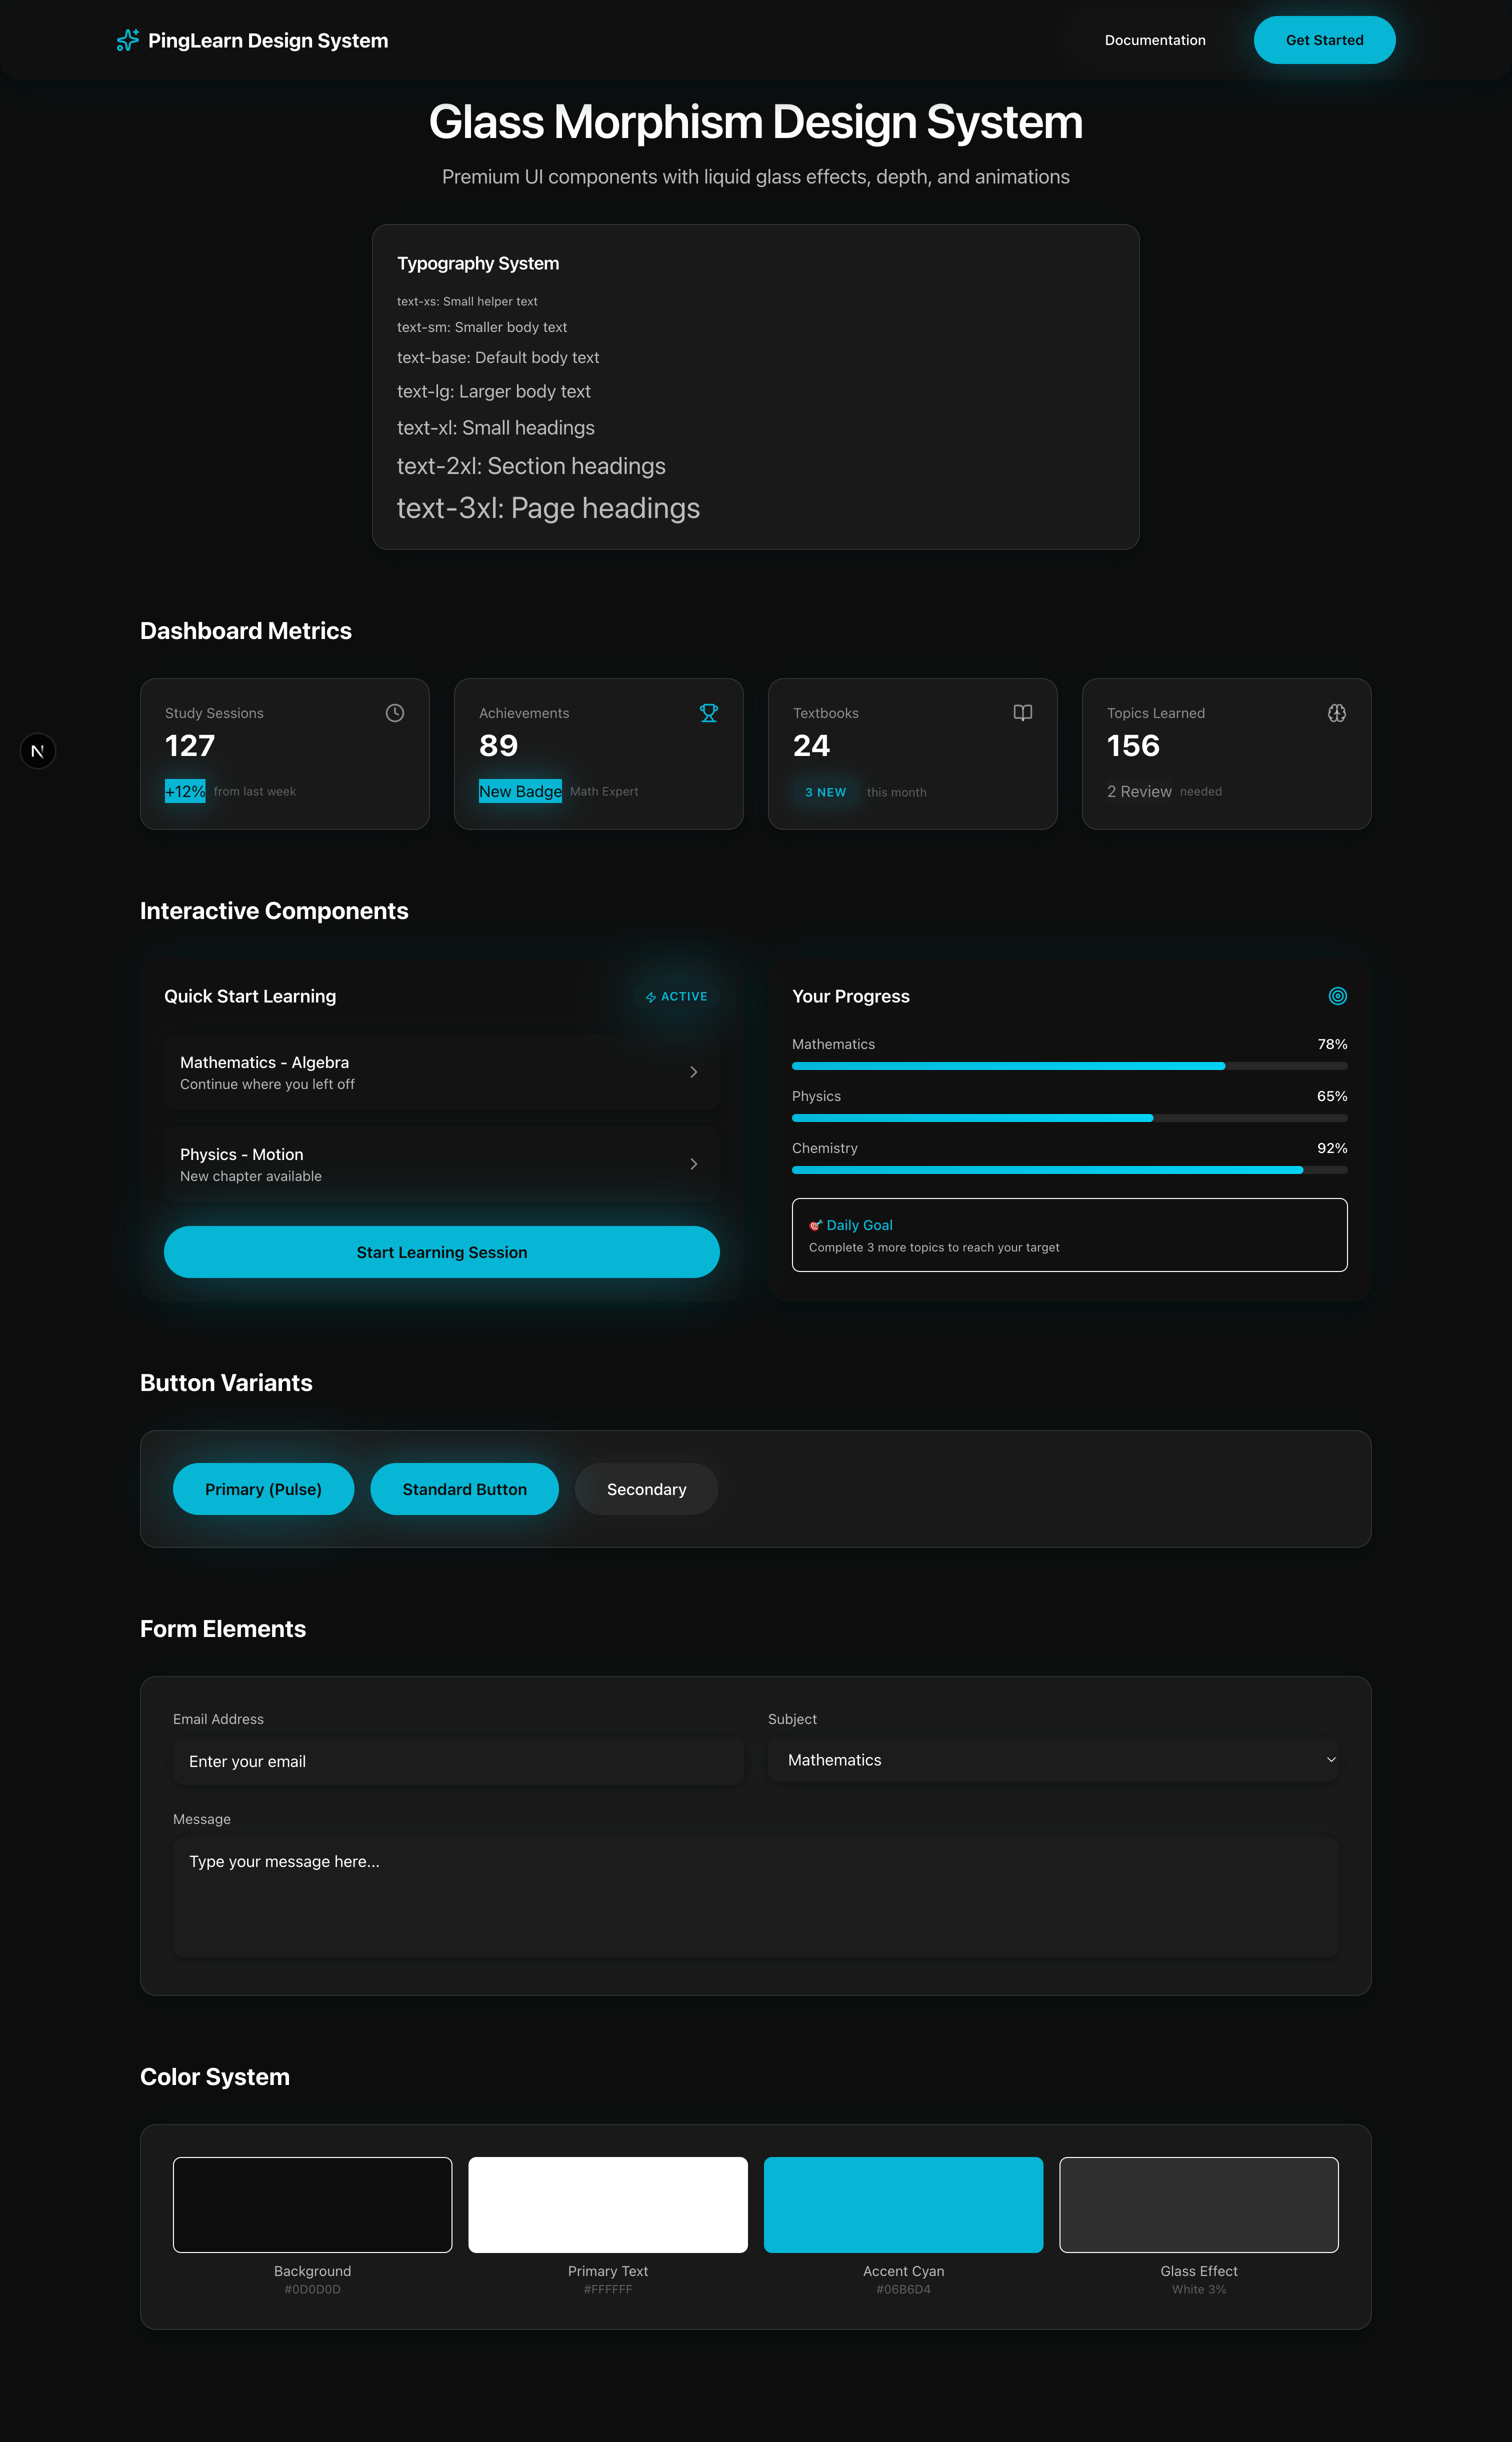 PingLearn Design System
Documentation
Get Started
Glass Morphism Design System
Premium UI components with liquid glass effects, depth, and animations
Typography System
text-xs: Small helper text
text-sm: Smaller body text
text-base: Default body text
text-lg: Larger body text
text-xl: Small headings
text-2xl: Section headings
text-3xl: Page headings
Dashboard Metrics
Study Sessions
127
+12% from last week
Achievements
89
New Badge Math Expert
Textbooks
24
3 NEW this month
Topics Learned
156
2 Review needed
N
Interactive Components
Quick Start Learning
ACTIVE
Mathematics - Algebra
Continue where you left off
Physics - Motion
New chapter available
Start Learning Session
Your Progress
Mathematics 78%
Physics 65%
Chemistry 92%
🎯 Daily Goal
Complete 3 more topics to reach your target
Button Variants
Primary (Pulse)
Standard Button
Secondary
Form Elements
Email Address
Enter your email
Subject
Mathematics
Message
Type your message here...
Color System
Background
#0D0D0D
Primary Text
#FFFFFF
Accent Cyan
#06B6D4
Glass Effect
White 3%